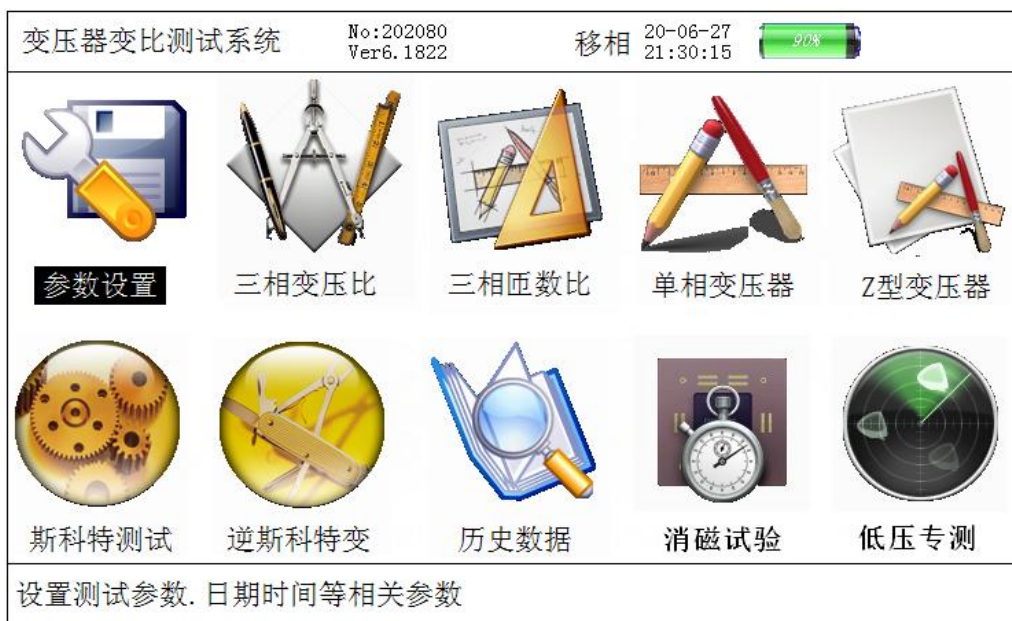 变压器变比测试系统
No:202080
Ver6.1822
移相
20-06-27
21:30:15
90%
参数设置
三相变压比
三相匝数比
单相变压器
Z型变压器
斯科特测试
逆斯科特变
历史数据
消磁试验
低压专测
设置测试参数.日期时间等相关参数